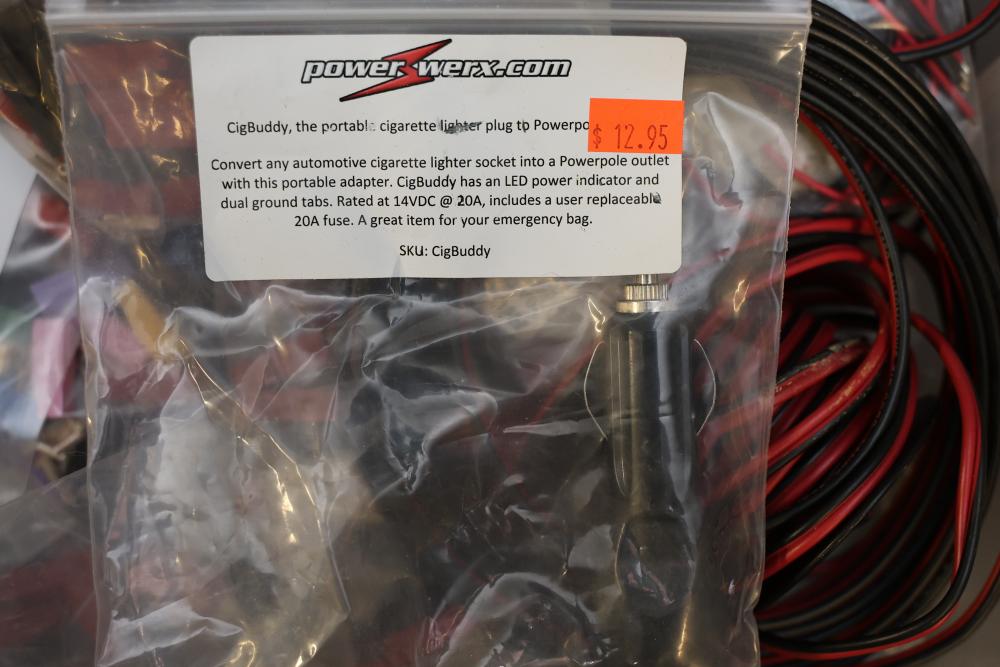 powerwerx.com
CigBuddy, the portable cigarette lighter plug to Powerpo
$ 12.95
Convert any automotive cigarette lighter socket into a Powerpole outlet
with this portable adapter. CigBuddy has an LED power indicator and
dual ground tabs. Rated at 14VDC @ 20A, includes a user replaceable
20A fuse. A great item for your emergency bag.
SKU: CigBuddy